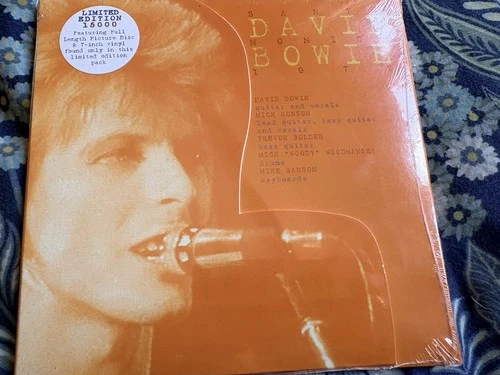 LIMITED
EDITION
15000
Featuring Full
Length Picture Disc
& 7-inch vinyl
found only in this
limited edition
pack
SANTA
DAVID
MONICA
BOWIE
DAVID BOWIE
guitar and vocals
MICK RONSON
lead guitar, bass guitar
and vocals
TREVOR BOLDER
bass guitar
MICK "WOODY" WOODMANSEY
drums
MIKE GARSON
keyboards